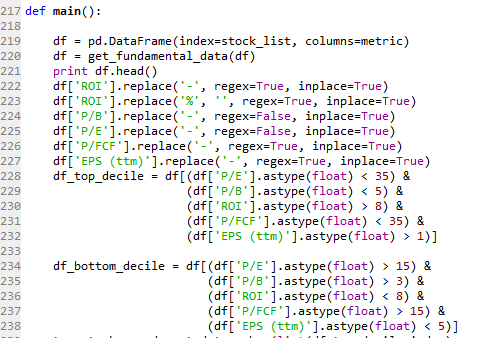 217 def main():
218
219     df = pd.DataFrame(index=stock_list, columns=metric)
220     df = get_fundamental_data(df)
221     print df.head()
222     df['ROI'].replace('-', regex=True, inplace=True)
223     df['ROI'].replace('%', '', regex=True, inplace=True)
224     df['P/B'].replace('-', regex=False, inplace=True)
225     df['P/E'].replace('-', regex=False, inplace=True)
226     df['P/FCF'].replace('-', regex=True, inplace=True)
227     df['EPS (ttm)'].replace('-', regex=True, inplace=True)
228     df_top_decile = df[(df['P/E'].astype(float) < 35) &
229                        (df['P/B'].astype(float) < 5) &
230                        (df['ROI'].astype(float) > 8) &
231                        (df['P/FCF'].astype(float) < 35) &
232                        (df['EPS (ttm)'].astype(float) > 1)]
233
234     df_bottom_decile = df[(df['P/E'].astype(float) > 15) &
235                           (df['P/B'].astype(float) > 3) &
236                           (df['ROI'].astype(float) < 8) &
237                           (df['P/FCF'].astype(float) > 15) &
238                           (df['EPS (ttm)'].astype(float) < 5)]